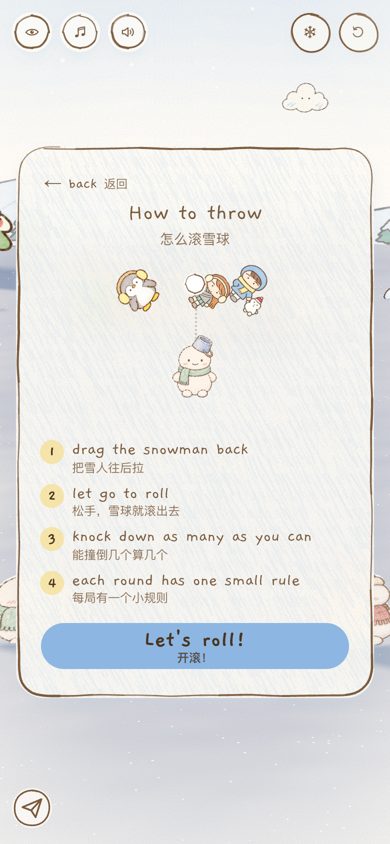 ← back 返回
How to throw
怎么滚雪球
1 drag the snowman back
把雪人往后拉
2 let go to roll
松手，雪球就滚出去
3 knock down as many as you can
能撞倒几个算几个
4 each round has one small rule
每局有一个小规则
Let's roll!
开滚！